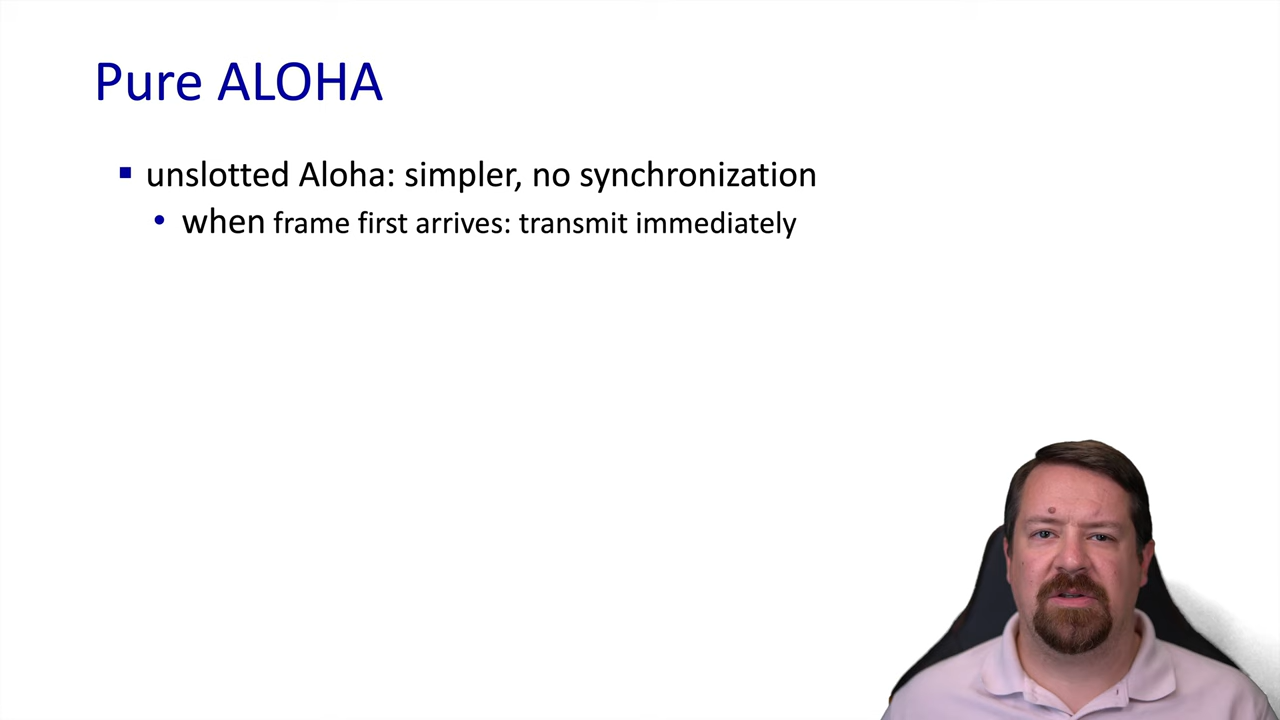 Pure ALOHA
unslotted Aloha: simpler, no synchronization
when frame first arrives: transmit immediately